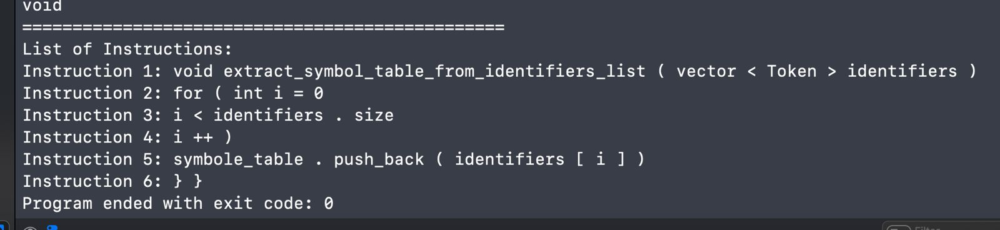 void
================================================
List of Instructions:
Instruction 1: void extract_symbol_table_from_identifiers_list ( vector < Token > identifiers )
Instruction 2: for ( int i = 0
Instruction 3: i < identifiers . size
Instruction 4: i ++ )
Instruction 5: symbole_table . push_back ( identifiers [ i ] )
Instruction 6: } }
Program ended with exit code: 0
Filter